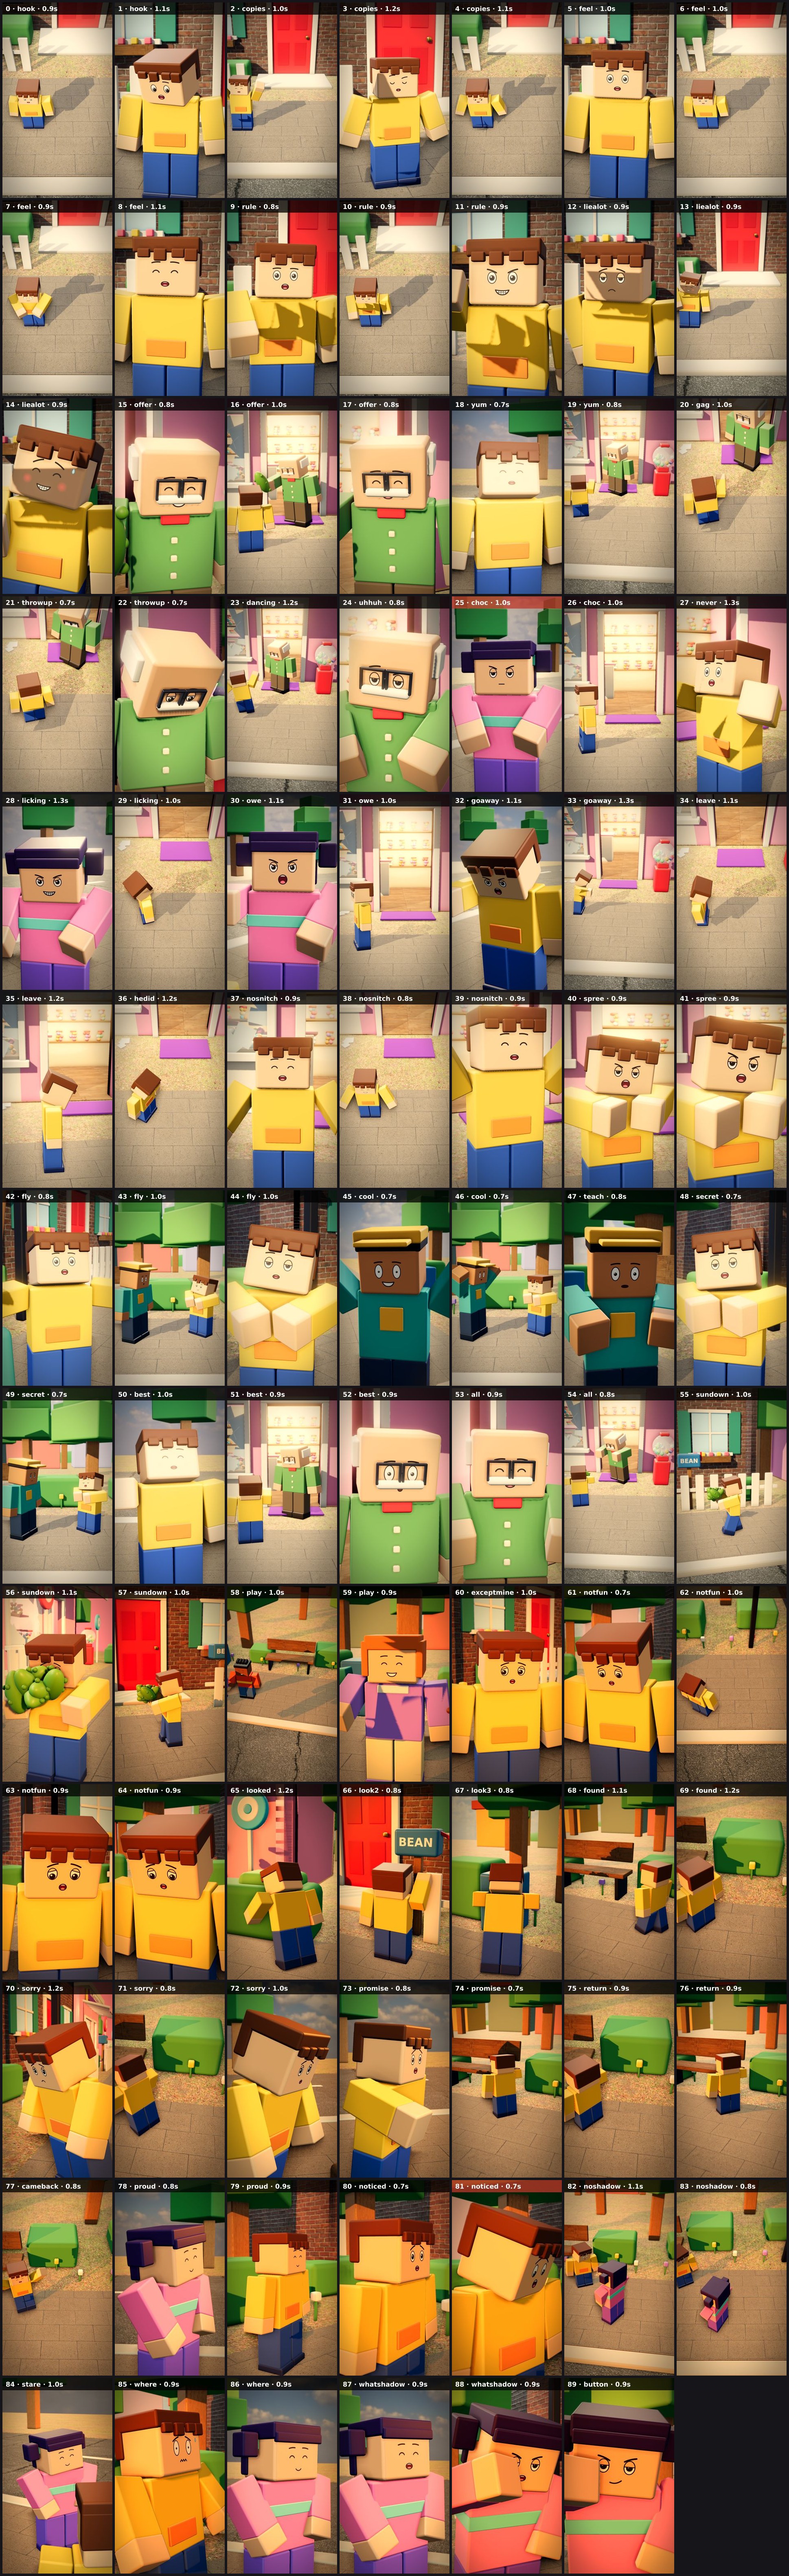 0 · hook · 0.9s
1 · hook · 1.1s
2 · copies · 1.0s
3 · copies · 1.2s
4 · copies · 1.1s
5 · feel · 1.0s
6 · feel · 1.0s
7 · feel · 0.9s
8 · feel · 1.1s
9 · rule · 0.8s
10 · rule · 0.9s
11 · rule · 0.9s
12 · liealot · 0.9s
13 · liealot · 0.9s
14 · liealot · 0.9s
15 · offer · 0.8s
16 · offer · 1.0s
17 · offer · 0.8s
18 · yum · 0.7s
19 · yum · 0.8s
20 · gag · 1.0s
21 · throwup · 0.7s
22 · throwup · 0.7s
23 · dancing · 1.2s
24 · uhhuh · 0.8s
25 · choc · 1.0s
26 · choc · 1.0s
27 · never · 1.3s
28 · licking · 1.3s
29 · licking · 1.0s
30 · owe · 1.1s
31 · owe · 1.0s
32 · goaway · 1.1s
33 · goaway · 1.3s
34 · leave · 1.1s
35 · leave · 1.2s
36 · hedid · 1.2s
37 · nosnitch · 0.9s
38 · nosnitch · 0.8s
39 · nosnitch · 0.9s
40 · spree · 0.9s
41 · spree · 0.9s
42 · fly · 0.8s
43 · fly · 1.0s
44 · fly · 1.0s
45 · cool · 0.7s
46 · cool · 0.7s
47 · teach · 0.8s
48 · secret · 0.7s
49 · secret · 0.7s
50 · best · 1.0s
51 · best · 0.9s
52 · best · 0.9s
53 · all · 0.9s
54 · all · 0.8s
55 · sundown · 1.0s
BEAN
56 · sundown · 1.1s
57 · sundown · 1.0s
BE
58 · play · 1.0s
59 · play · 0.9s
60 · exceptmine · 1.0s
61 · notfun · 0.7s
62 · notfun · 1.0s
63 · notfun · 0.9s
64 · notfun · 0.9s
65 · looked · 1.2s
66 · look2 · 0.8s
BEAN
67 · look3 · 0.8s
68 · found · 1.1s
69 · found · 1.2s
70 · sorry · 1.2s
71 · sorry · 0.8s
72 · sorry · 1.0s
73 · promise · 0.8s
74 · promise · 0.7s
75 · return · 0.9s
76 · return · 0.9s
77 · cameback · 0.8s
78 · proud · 0.8s
79 · proud · 0.9s
80 · noticed · 0.7s
81 · noticed · 0.7s
82 · noshadow · 1.1s
83 · noshadow · 0.8s
84 · stare · 1.0s
85 · where · 0.9s
86 · where · 0.9s
87 · whatshadow · 0.9s
88 · whatshadow · 0.9s
89 · button · 0.9s